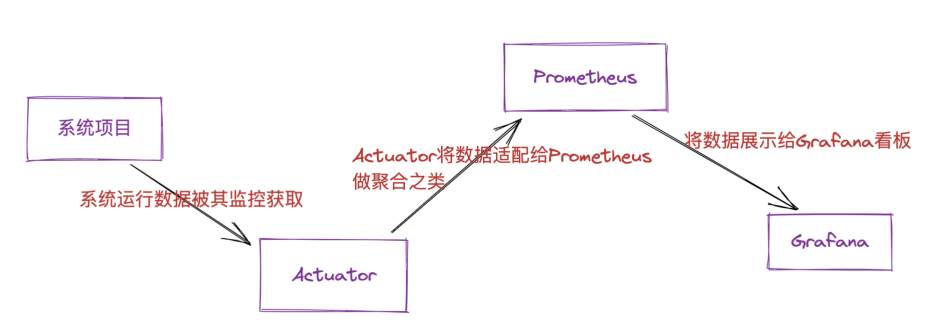 系统项目
系统运行数据被其监控获取
Actuator
Actuator将数据适配给Prometheus
做聚合之类
Prometheus
将数据展示给Grafana看板
Grafana